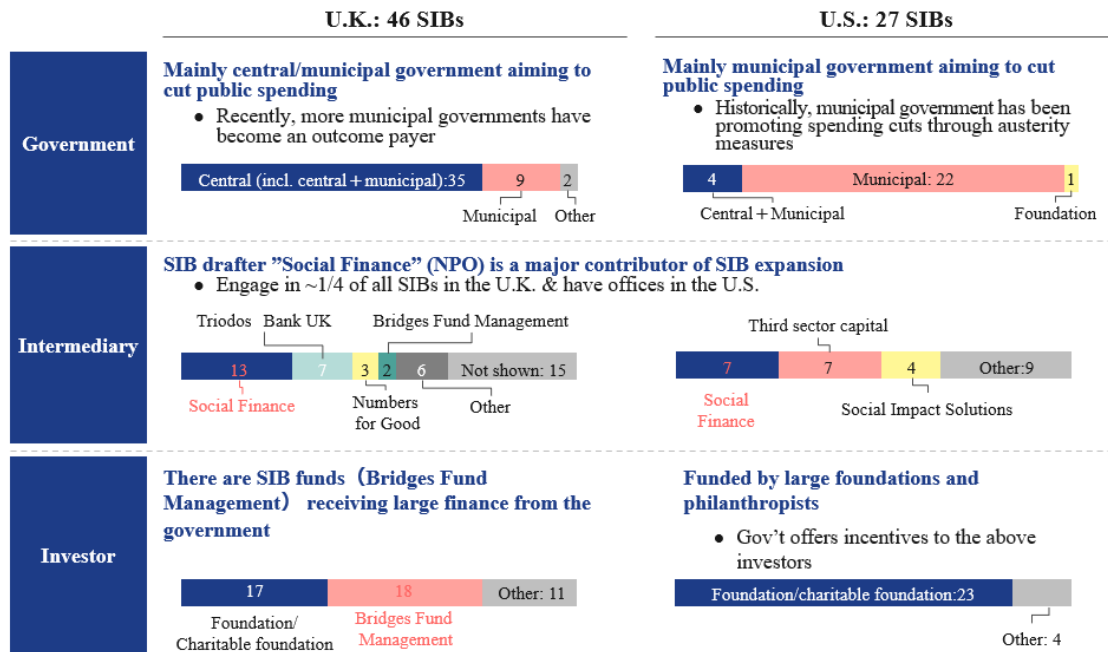 U.K.: 46 SIBs
U.S.: 27 SIBs
Government
Mainly central/municipal government aiming to
cut public spending
● Recently, more municipal governments have
become an outcome payer
Central (incl. central + municipal):35
9
2
Municipal
Other
Mainly municipal government aiming to cut
public spending
● Historically, municipal government has been
promoting spending cuts through austerity
measures
4
Municipal: 22
1
Central + Municipal
Foundation
Intermediary
SIB drafter ”Social Finance” (NPO) is a major contributor of SIB expansion
● Engage in ~1/4 of all SIBs in the U.K. & have offices in the U.S.
Triodos Bank UK
Bridges Fund Management
13
7
3
2
6
Not shown: 15
Social Finance
Numbers
for Good
Other
Third sector capital
7
7
4
Other:9
Social
Finance
Social Impact Solutions
Investor
There are SIB funds（Bridges Fund
Management） receiving large finance from the
government
17
18
Other: 11
Foundation/
Charitable foundation
Bridges Fund
Management
Funded by large foundations and
philanthropists
● Gov’t offers incentives to the above
investors
Foundation/charitable foundation:23
Other: 4